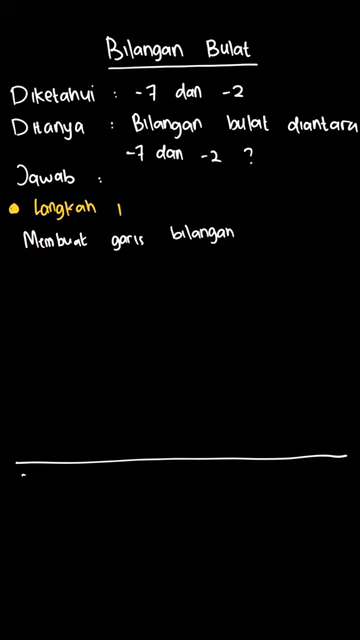 Bilangan Bulat
Diketahui : -7 dan -2
Ditanya : Bilangan bulat diantara
-7 dan -2 ?
Jawab :
Langkah 1
Membuat garis bilangan